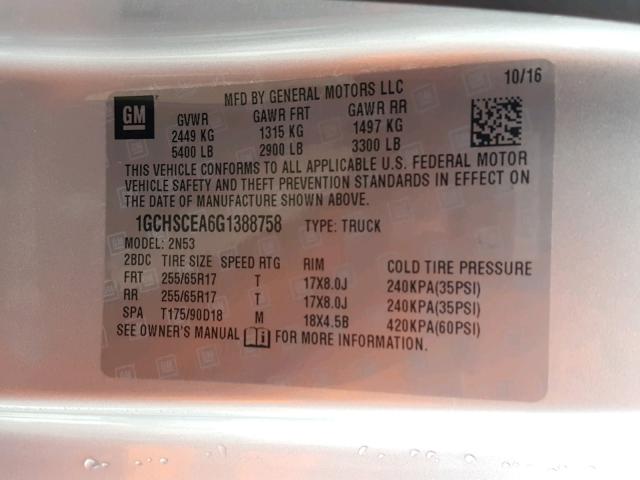 10/16
MFD BY GENERAL MOTORS LLC
GM
GVWR GAWR FRT GAWR RR
2449 KG 1315 KG 1497 KG
5400 LB 2900 LB 3300 LB
THIS VEHICLE CONFORMS TO ALL APPLICABLE U.S. FEDERAL MOTOR
VEHICLE SAFETY AND THEFT PREVENTION STANDARDS IN EFFECT ON
THE DATE OF MANUFACTURE SHOWN ABOVE.
1GCHSCEA6G1388758 TYPE: TRUCK
MODEL: 2N53
2BDC TIRE SIZE SPEED RTG RIM COLD TIRE PRESSURE
FRT 255/65R17 T 17X8.0J 240KPA(35PSI)
RR 255/65R17 T 17X8.0J 240KPA(35PSI)
SPA T175/90D18 M 18X4.5B 420KPA(60PSI)
SEE OWNER'S MANUAL FOR MORE INFORMATION.